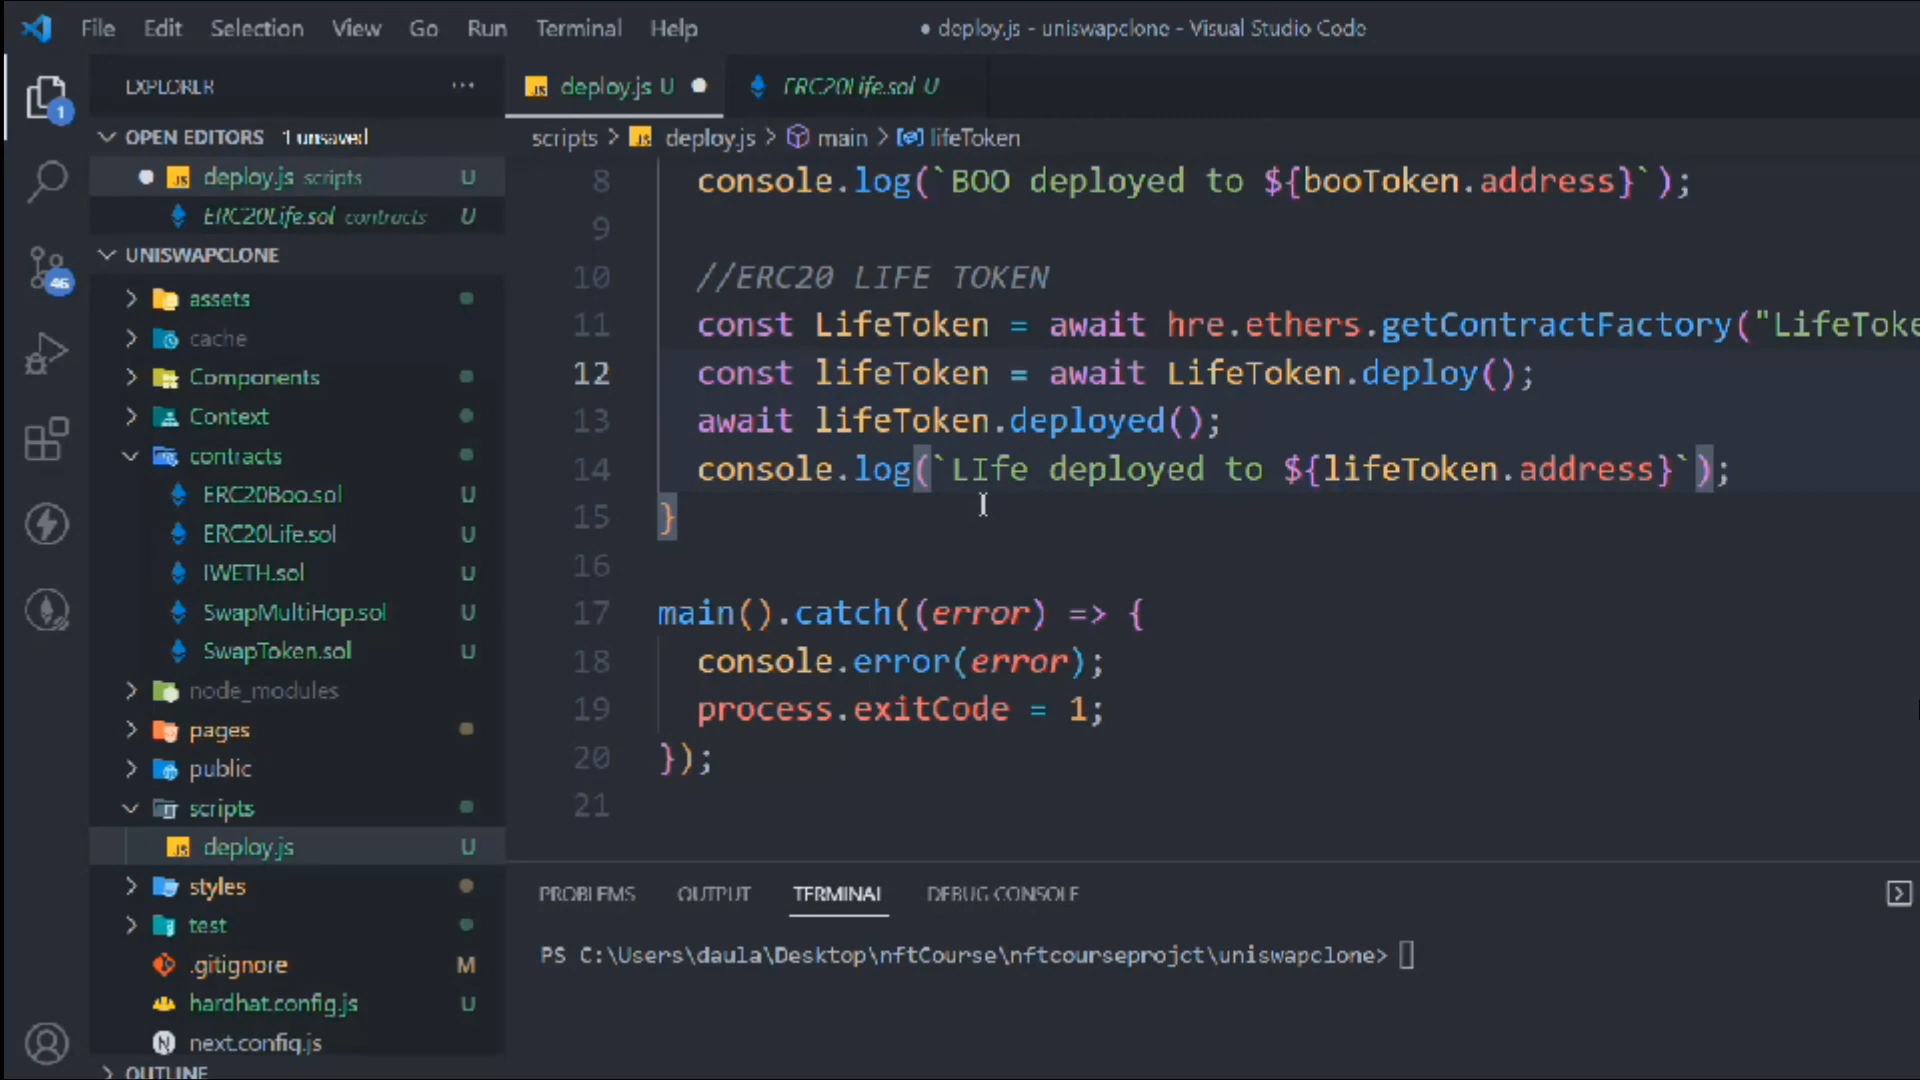 File Edit Selection View Go Run Terminal Help
● deploy.js - uniswapclone - Visual Studio Code
EXPLORER ...
deploy.js U
ERC20Life.sol U
1
OPEN EDITORS 1 unsaved
deploy.js scripts U
ERC20Life.sol contracts U
scripts > deploy.js > main > lifeToken
46
UNISWAPCLONE
assets
cache
Components
Context
contracts
ERC20Boo.sol U
ERC20Life.sol U
IWETH.sol U
SwapMultiHop.sol U
SwapToken.sol U
node_modules
pages
public
scripts
deploy.js U
styles
test
.gitignore M
hardhat.config.js U
next.config.js
OUTLINE
8 console.log(`BOO deployed to ${booToken.address}`);
9
10 //ERC20 LIFE TOKEN
11 const LifeToken = await hre.ethers.getContractFactory("LifeToke
12 const lifeToken = await LifeToken.deploy();
13 await lifeToken.deployed();
14 console.log(`LIfe deployed to ${lifeToken.address}`);
15 }
16
17 main().catch((error) => {
18 console.error(error);
19 process.exitCode = 1;
20 });
21
PROBLEMS OUTPUT TERMINAL DEBUG CONSOLE
PS C:\Users\daula\Desktop\nftCourse\nftcourseprojct\uniswapclone>